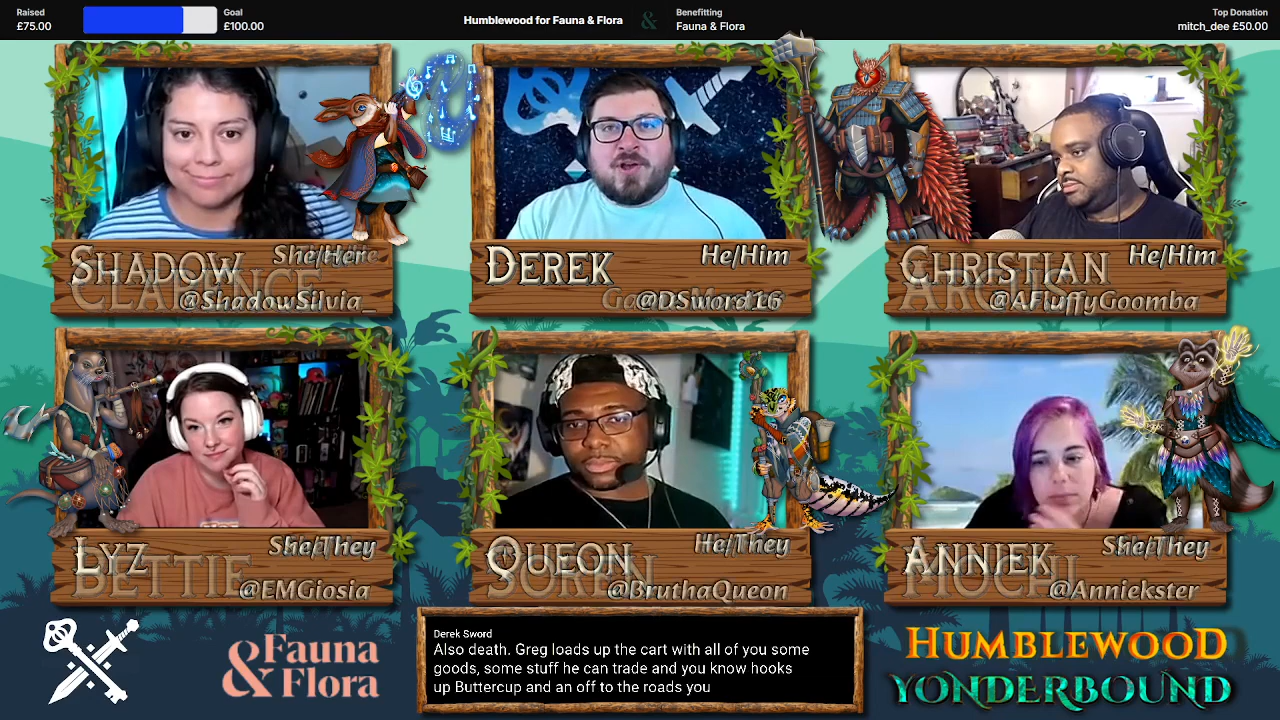 Raised
£75.00
Goal
£100.00
Humblewood for Fauna & Flora
&
Benefitting
Fauna & Flora
Top Donation
mitch_dee £50.00
SHADOW
She/Her
CLARENCE
@ShadowSilvia_
DEREK
He/Him
@DSword16
CHRISTIAN
He/Him
@AFluffyGoomba
LYZ
She/They
BETTIE
@EMGiosia
QUEON
He/They
SOREN
@BruthaQueon
ANNIEK
She/They
MOCHI
@Anniekster
Fauna
& Flora
Derek Sword
Also death. Greg loads up the cart with all of you some
goods, some stuff he can trade and you know hooks
up Buttercup and an off to the roads you
HUMBLEWOOD
YONDERBOUND